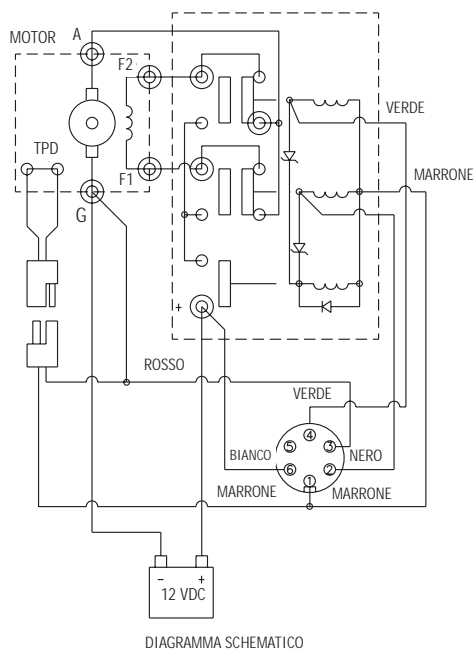 MOTOR
A
F2
VERDE
TPD
MARRONE
F1
G
+
ROSSO
VERDE
4
5
3
BIANCO
NERO
6
2
MARRONE
1
MARRONE
− +
12 VDC
DIAGRAMMA SCHEMATICO